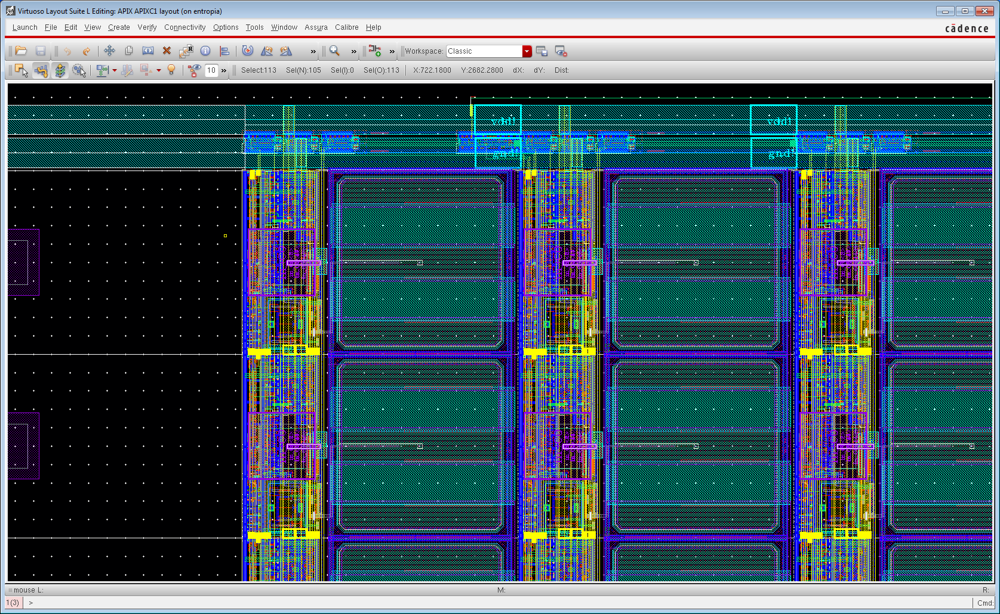 Virtuoso Layout Suite L Editing: APIX APIXC1 layout (on entropia)
Launch File Edit View Create Verify Connectivity Options Tools Window Assura Calibre Help
cādence
» » » Workspace: Classic
10 » Select:113 Sel(N):105 Sel(I):0 Sel(O):113 X:722.1800 Y:2682.2800 dX: dY: Dist:
vdd! vdd!
gnd! gnd!
mouse L: M: R:
1(3) > Cmd: